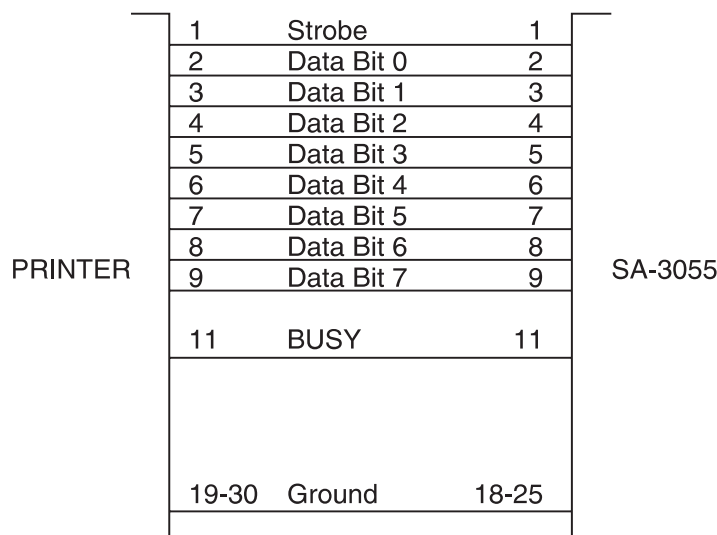 1 Strobe 1
2 Data Bit 0 2
3 Data Bit 1 3
4 Data Bit 2 4
5 Data Bit 3 5
6 Data Bit 4 6
7 Data Bit 5 7
8 Data Bit 6 8
PRINTER 9 Data Bit 7 9 SA-3055
11 BUSY 11
19-30 Ground 18-25